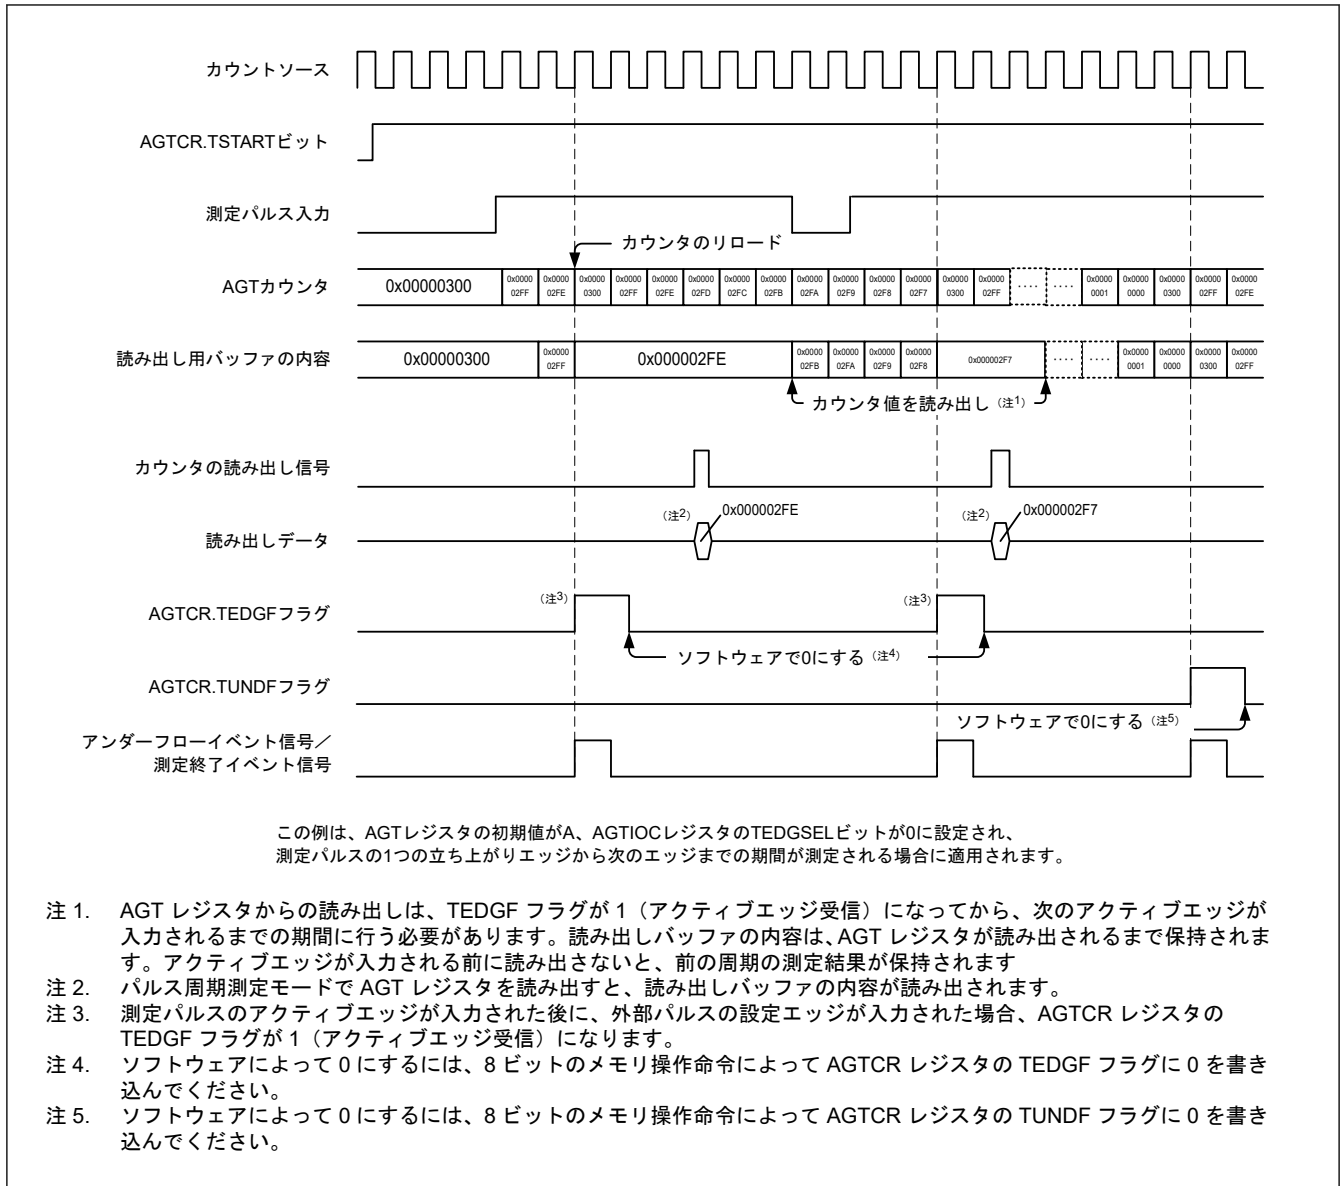 カウントソース
AGTCR.TSTARTビット
測定パルス入力
カウンタのリロード
AGTカウンタ
0x00000300 0x0000 02FF 0x0000 02FE 0x0000 0300 0x0000 02FF 0x0000 02FE 0x0000 02FD 0x0000 02FC 0x0000 02FB 0x0000 02FA 0x0000 02F9 0x0000 02F8 0x0000 02F7 0x0000 0300 0x0000 02FF ···· ···· 0x0000 0001 0x0000 0000 0x0000 0300 0x0000 02FF 0x0000 02FE
読み出し用バッファの内容
0x00000300 0x0000 02FF 0x000002FE 0x0000 02FB 0x0000 02FA 0x0000 02F9 0x0000 02F8 0x000002F7 ···· ···· 0x0000 0001 0x0000 0000 0x0000 0300 0x0000 02FF
カウンタ値を読み出し（注1）
カウンタの読み出し信号
（注2） 0x000002FE （注2） 0x000002F7
読み出しデータ
（注3） （注3）
AGTCR.TEDGFフラグ
ソフトウェアで0にする（注4）
AGTCR.TUNDFフラグ
ソフトウェアで0にする（注5）
アンダーフローイベント信号／
測定終了イベント信号
この例は、AGTレジスタの初期値がA、AGTIOCレジスタのTEDGSELビットが0に設定され、
測定パルスの1つの立ち上がりエッジから次のエッジまでの期間が測定される場合に適用されます。
注 1. AGT レジスタからの読み出しは、TEDGF フラグが 1（アクティブエッジ受信）になってから、次のアクティブエッジが
入力されるまでの期間に行う必要があります。読み出しバッファの内容は、AGT レジスタが読み出されるまで保持されま
す。アクティブエッジが入力される前に読み出さないと、前の周期の測定結果が保持されます
注 2. パルス周期測定モードで AGT レジスタを読み出すと、読み出しバッファの内容が読み出されます。
注 3. 測定パルスのアクティブエッジが入力された後に、外部パルスの設定エッジが入力された場合、AGTCR レジスタの
TEDGF フラグが 1（アクティブエッジ受信）になります。
注 4. ソフトウェアによって 0 にするには、8 ビットのメモリ操作命令によって AGTCR レジスタの TEDGF フラグに 0 を書き
込んでください。
注 5. ソフトウェアによって 0 にするには、8 ビットのメモリ操作命令によって AGTCR レジスタの TUNDF フラグに 0 を書き
込んでください。